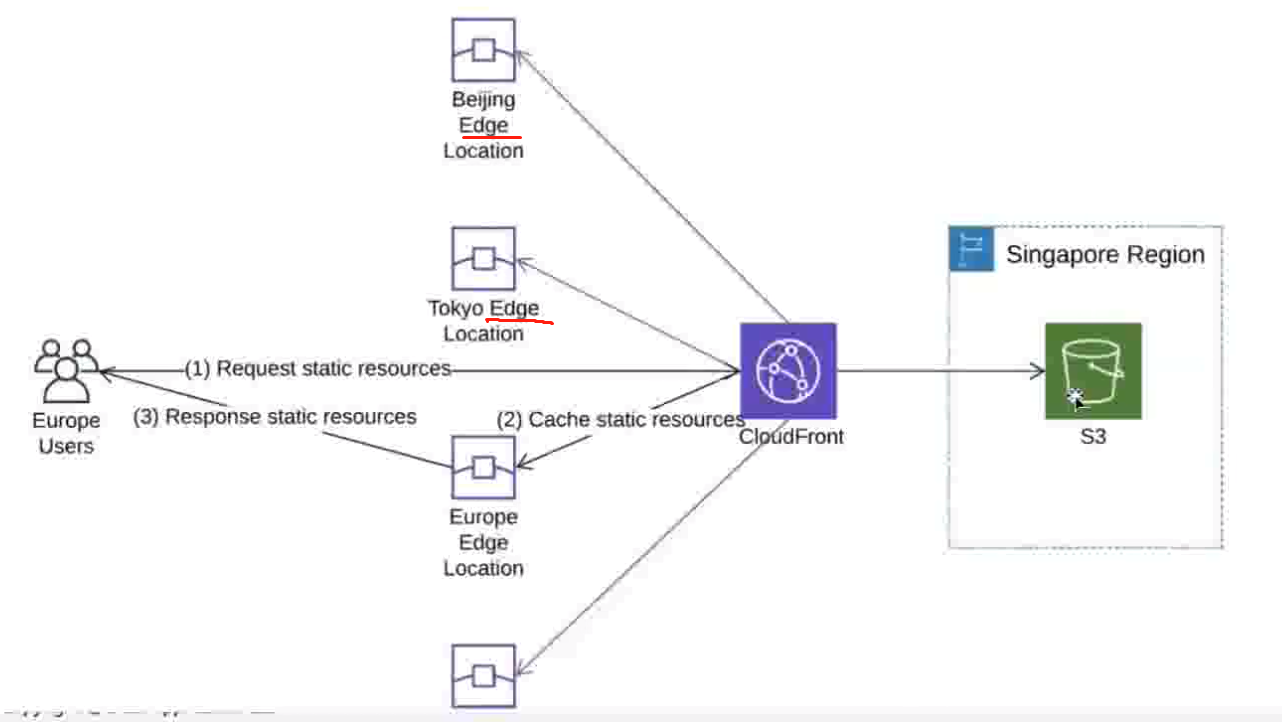 Beijing
Edge
Location
Tokyo Edge
Location
Singapore Region
(1) Request static resources
(3) Response static resources
(2) Cache static resources
Europe
Users
CloudFront
S3
Europe
Edge
Location